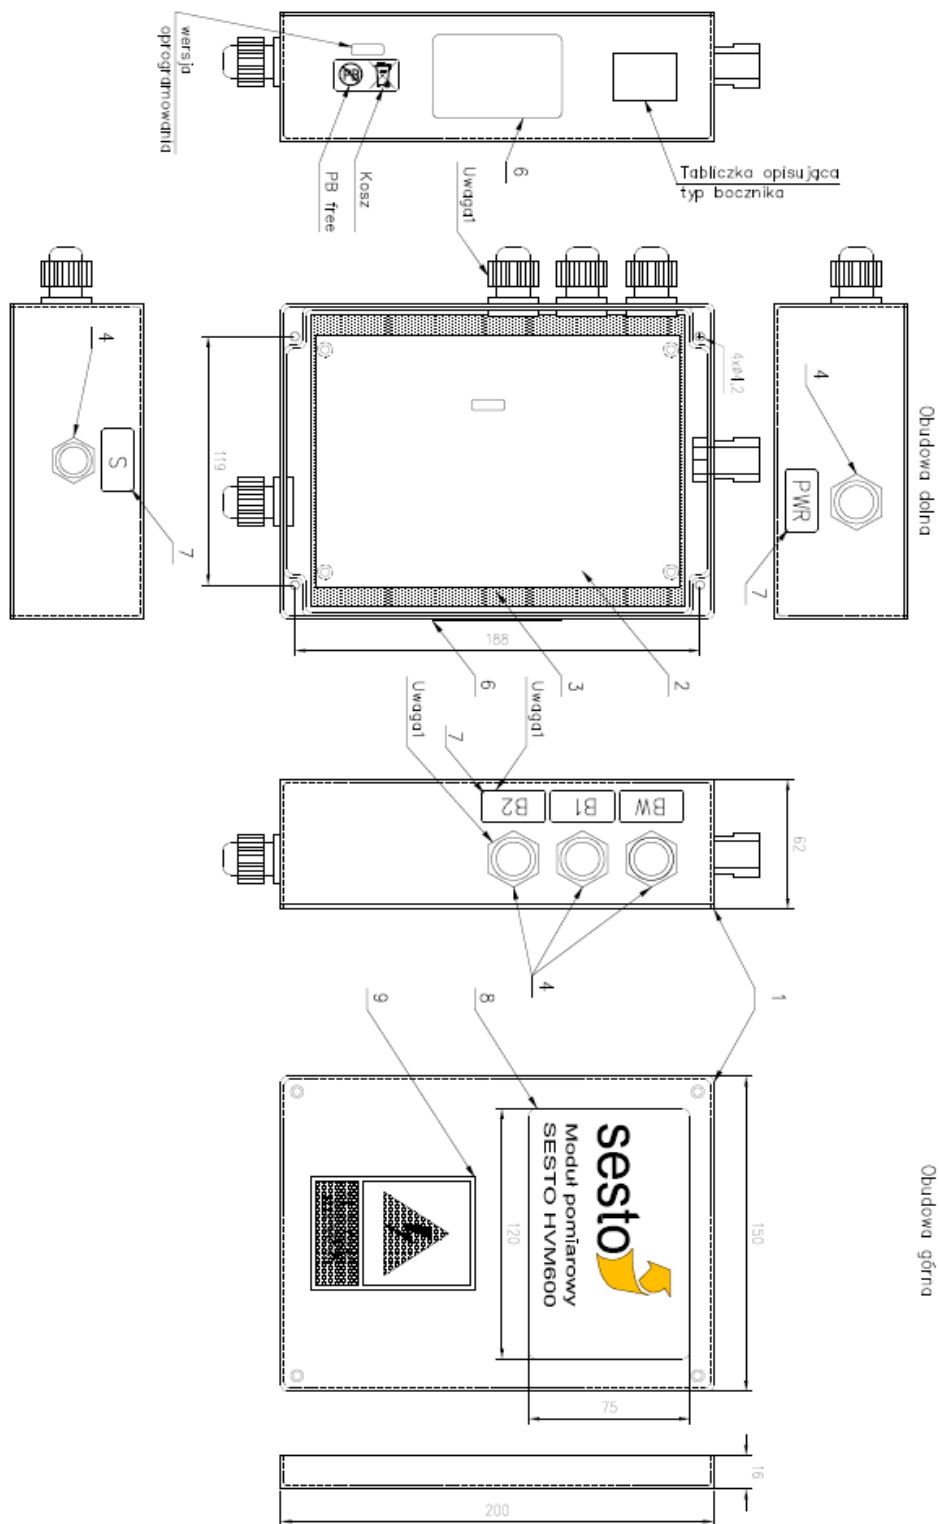 wersja
oprogramowania
PB
Kosz
PB free
6
Uwaga1
Tabliczka opisująca
typ bocznika
4
S
7
119
4xø4,2
188
2
3
6
4
PWR
7
Obudowa dolna
Uwaga1
7
Uwaga1
B2
B1
BW
4
62
1
9
8
sesto
Moduł pomiarowy
SESTO HVM600
120
75
150
Obudowa górna
16
200